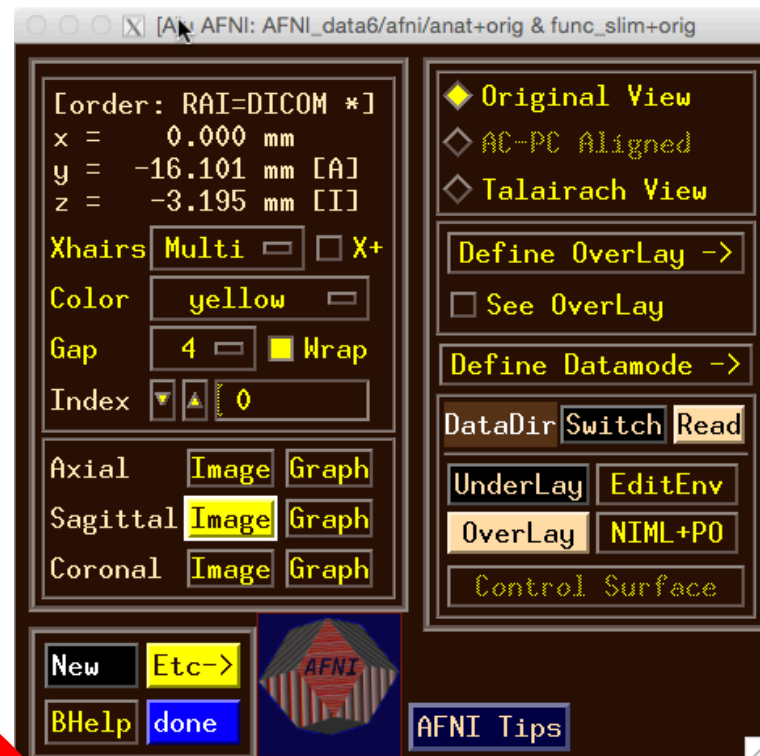 X [A] AFNI: AFNI_data6/afni/anat+orig & func_slim+orig
[order: RAI=DICOM *]
x = 0.000 mm
y = -16.101 mm [A]
z = -3.195 mm [I]
Xhairs Multi X+
Color yellow
Gap 4 Wrap
Index 0
Axial Image Graph
Sagittal Image Graph
Coronal Image Graph
New Etc->
BHelp done
AFNI
Original View
AC-PC Aligned
Talairach View
Define OverLay ->
See OverLay
Define Datamode ->
DataDir Switch Read
UnderLay EditEnv
OverLay NIML+PO
Control Surface
AFNI Tips